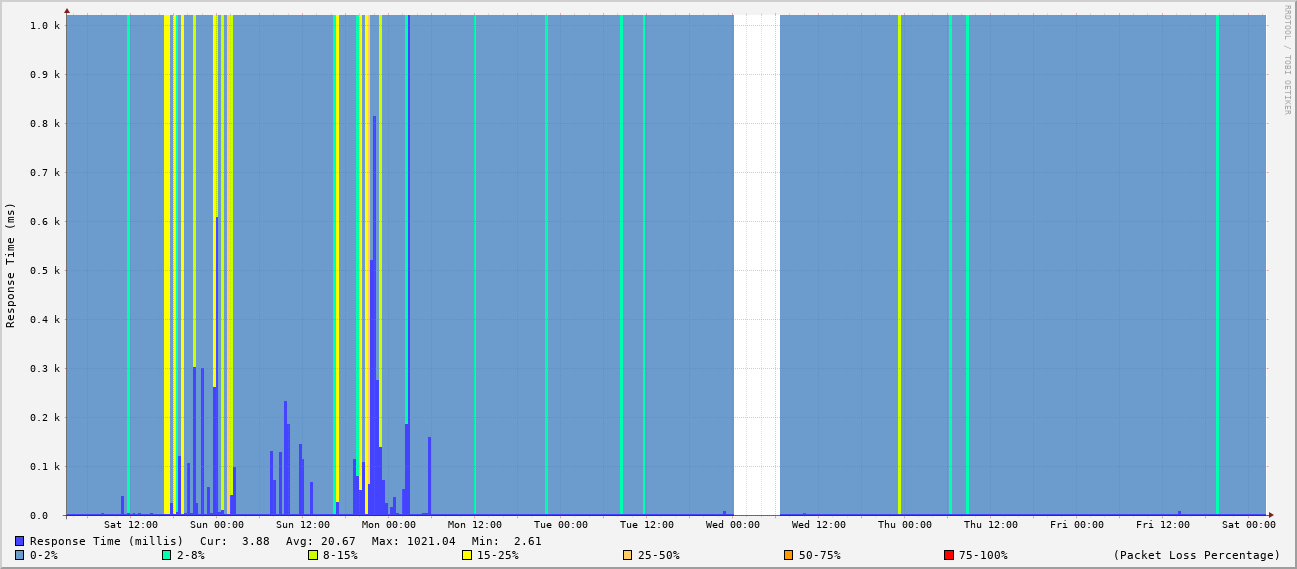 1.0 k
0.9 k
0.8 k
0.7 k
0.6 k
0.5 k
0.4 k
0.3 k
0.2 k
0.1 k
0.0
Response Time (ms)
RRDTOOL / TOBI OETIKER
Sat 12:00 Sun 00:00 Sun 12:00 Mon 00:00 Mon 12:00 Tue 00:00 Tue 12:00 Wed 00:00 Wed 12:00 Thu 00:00 Thu 12:00 Fri 00:00 Fri 12:00 Sat 00:00
Response Time (millis) Cur: 3.88 Avg: 20.67 Max: 1021.04 Min: 2.61
0-2% 2-8% 8-15% 15-25% 25-50% 50-75% 75-100% (Packet Loss Percentage)